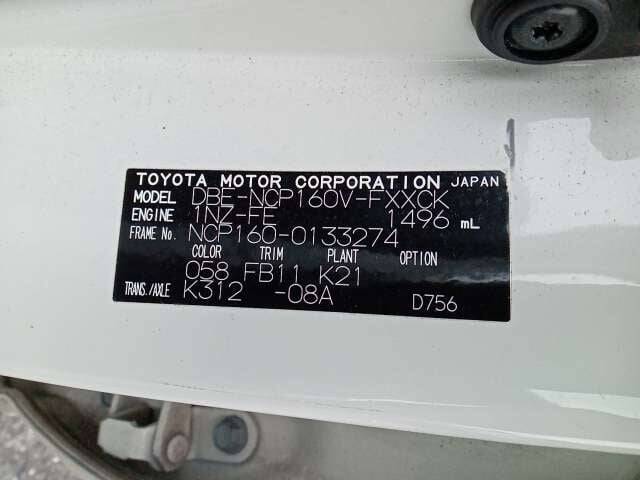 TOYOTA MOTOR CORPORATION JAPAN
MODEL DBE-NCP160V-FXXCK
ENGINE 1NZ-FE 1496 mL
FRAME No. NCP160-0133274
COLOR TRIM PLANT OPTION
058 FB11 K21
TRANS./AXLE K312 -08A D756